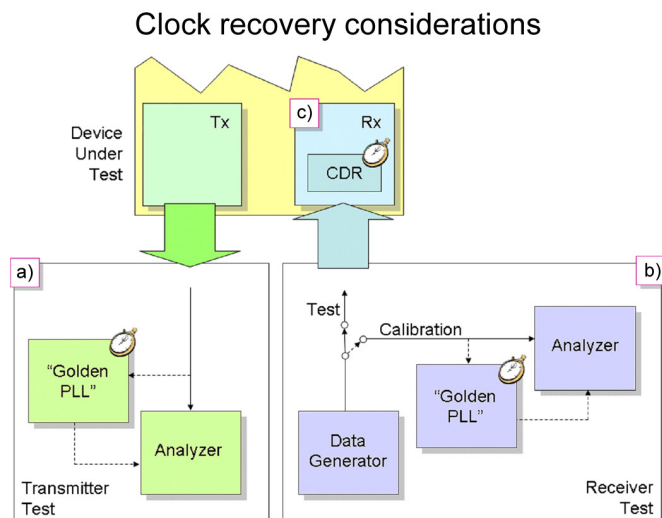 Clock recovery considerations
Tx
c)
Rx
Device
Under
Test
CDR
a)
b)
Test
Calibration
Analyzer
"Golden
PLL"
"Golden
PLL"
Analyzer
Data
Generator
Transmitter
Test
Receiver
Test